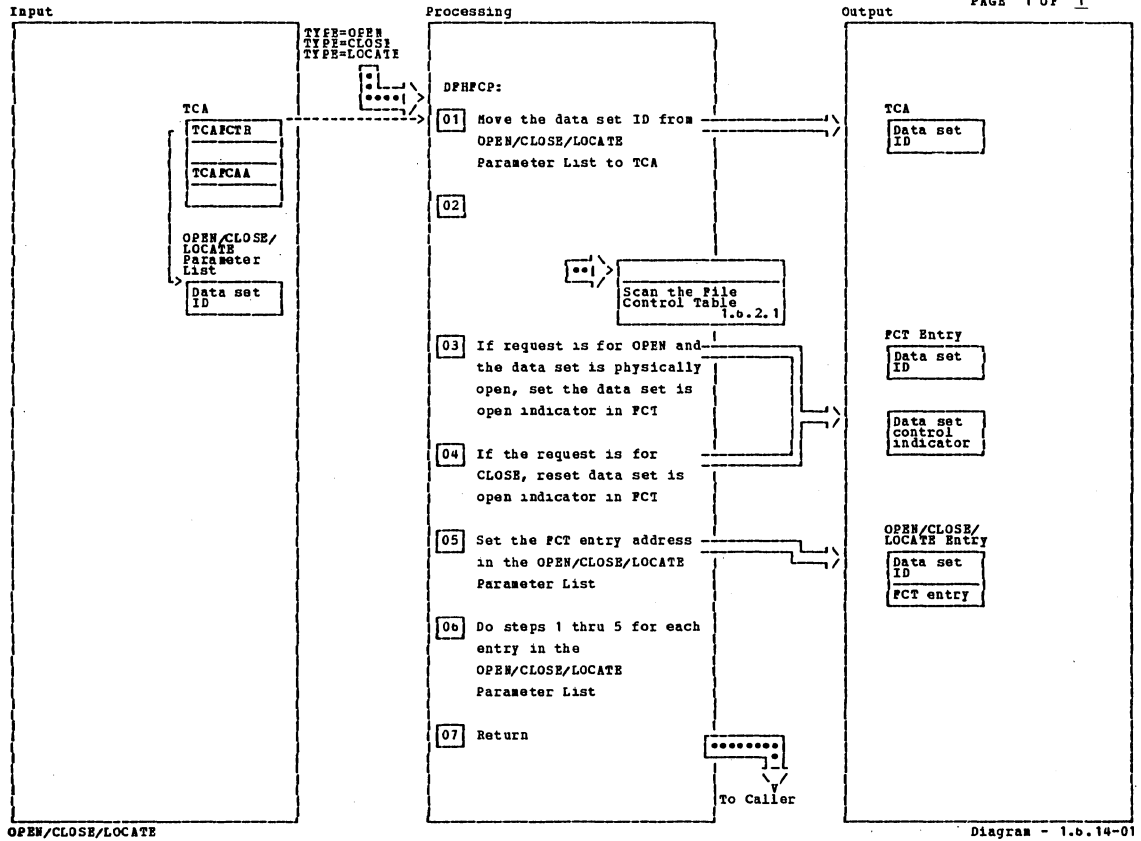 PAGE 1 OF 1
Input
Processing
Output
TYPE=OPEN
TYPE=CLOSE
TYPE=LOCATE
TCA
TCAFCTR
TCAFCAA
OPEN/CLOSE/
LOCATE
Parameter
List
Data set
ID
DFHFCP:
01 Move the data set ID from
OPEN/CLOSE/LOCATE
Parameter List to TCA
02
Scan the File
Control Table
1.6.2.1
03 If request is for OPEN and
the data set is physically
open, set the data set is
open indicator in FCT
04 If the request is for
CLOSE, reset data set is
open indicator in FCT
05 Set the FCT entry address
in the OPEN/CLOSE/LOCATE
Parameter List
06 Do steps 1 thru 5 for each
entry in the
OPEN/CLOSE/LOCATE
Parameter List
07 Return
To Caller
TCA
Data set
ID
FCT Entry
Data set
ID
Data set
control
indicator
OPEN/CLOSE/
LOCATE Entry
Data set
ID
FCT entry
OPEN/CLOSE/LOCATE
Diagram - 1.6.14-01